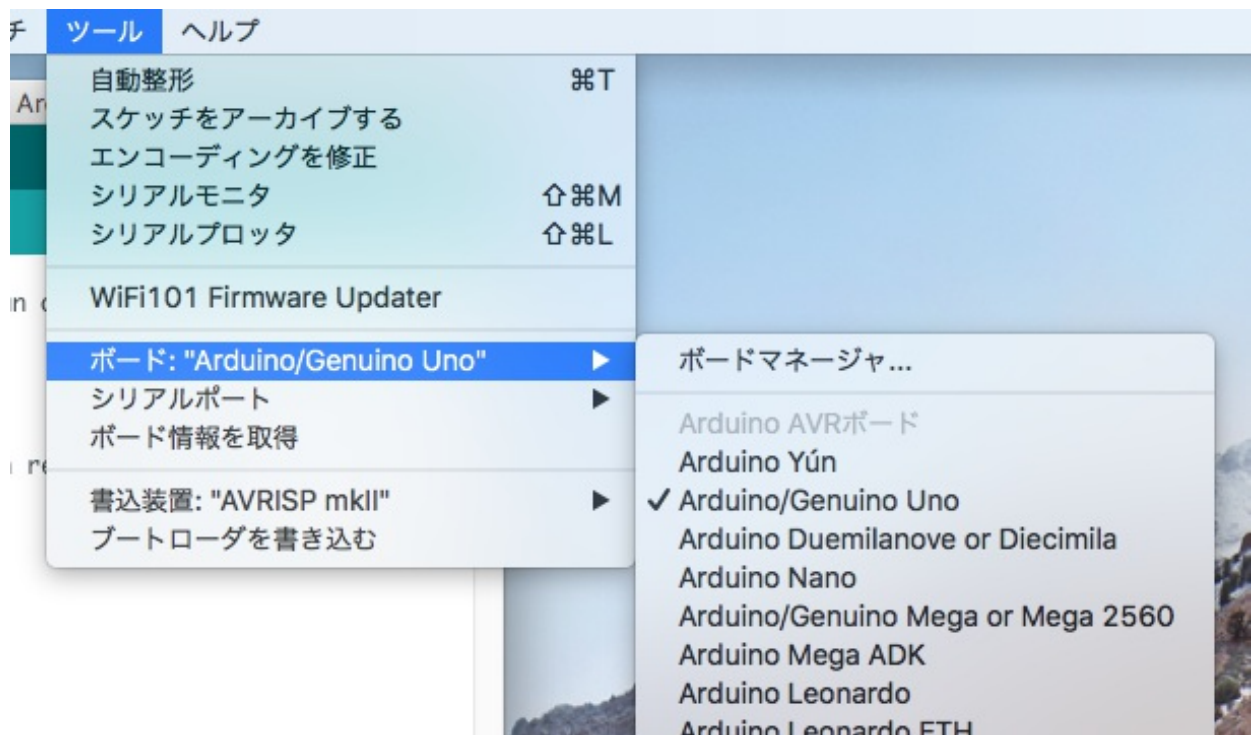 チ ツール ヘルプ
自動整形 ⌘T
Ar
スケッチをアーカイブする
エンコーディングを修正
シリアルモニタ ⇧⌘M
シリアルプロッタ ⇧⌘L
WiFi101 Firmware Updater
ボード: "Arduino/Genuino Uno" ▶
シリアルポート ▶
ボード情報を取得
書込装置: "AVRISP mkII" ▶
ブートローダを書き込む
ボードマネージャ...
Arduino AVRボード
Arduino Yún
✓ Arduino/Genuino Uno
Arduino Duemilanove or Diecimila
Arduino Nano
Arduino/Genuino Mega or Mega 2560
Arduino Mega ADK
Arduino Leonardo
Arduino Leonardo ETH